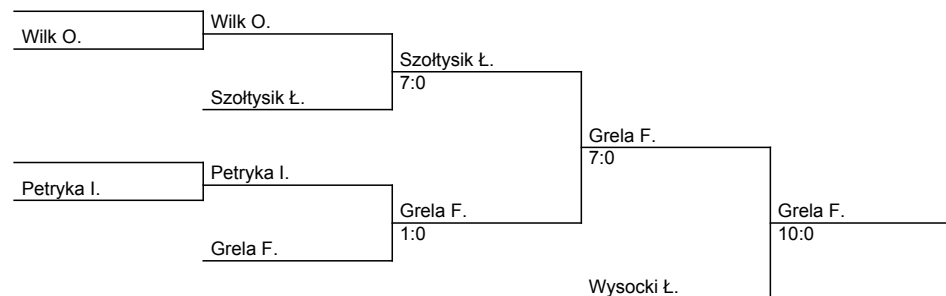 Wilk O.
Wilk O.
Szołtysik Ł.
7:0
Szołtysik Ł.
Grela F.
7:0
Petryka I.
Petryka I.
Grela F.
1:0
Grela F.
10:0
Grela F.
Wysocki Ł.